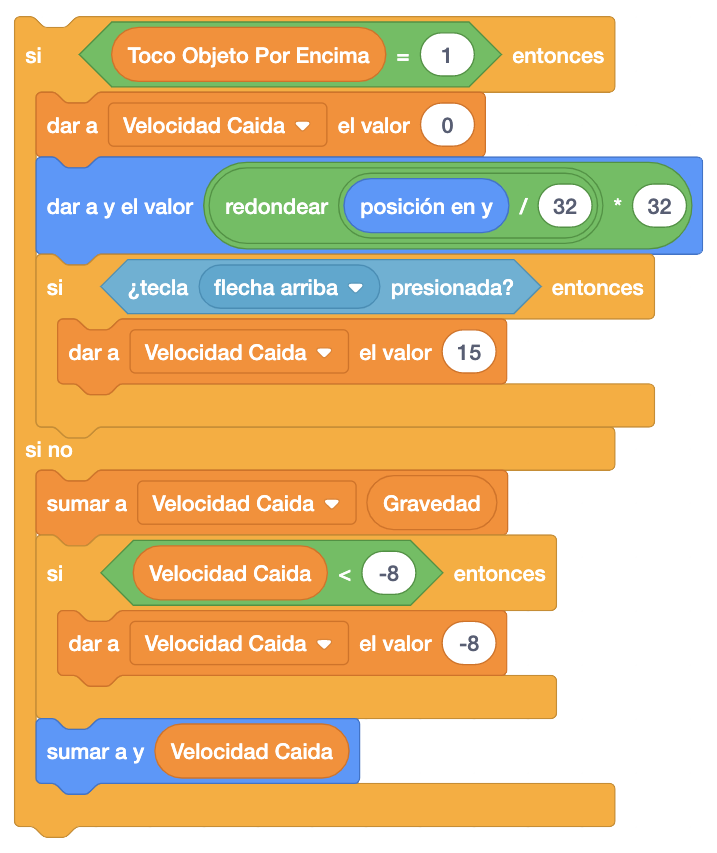 si Toco Objeto Por Encima = 1 entonces
dar a Velocidad Caida el valor 0
dar a y el valor redondear posición en y / 32 * 32
si ¿tecla flecha arriba presionada? entonces
dar a Velocidad Caida el valor 15
si no
sumar a Velocidad Caida Gravedad
si Velocidad Caida < -8 entonces
dar a Velocidad Caida el valor -8
sumar a y Velocidad Caida